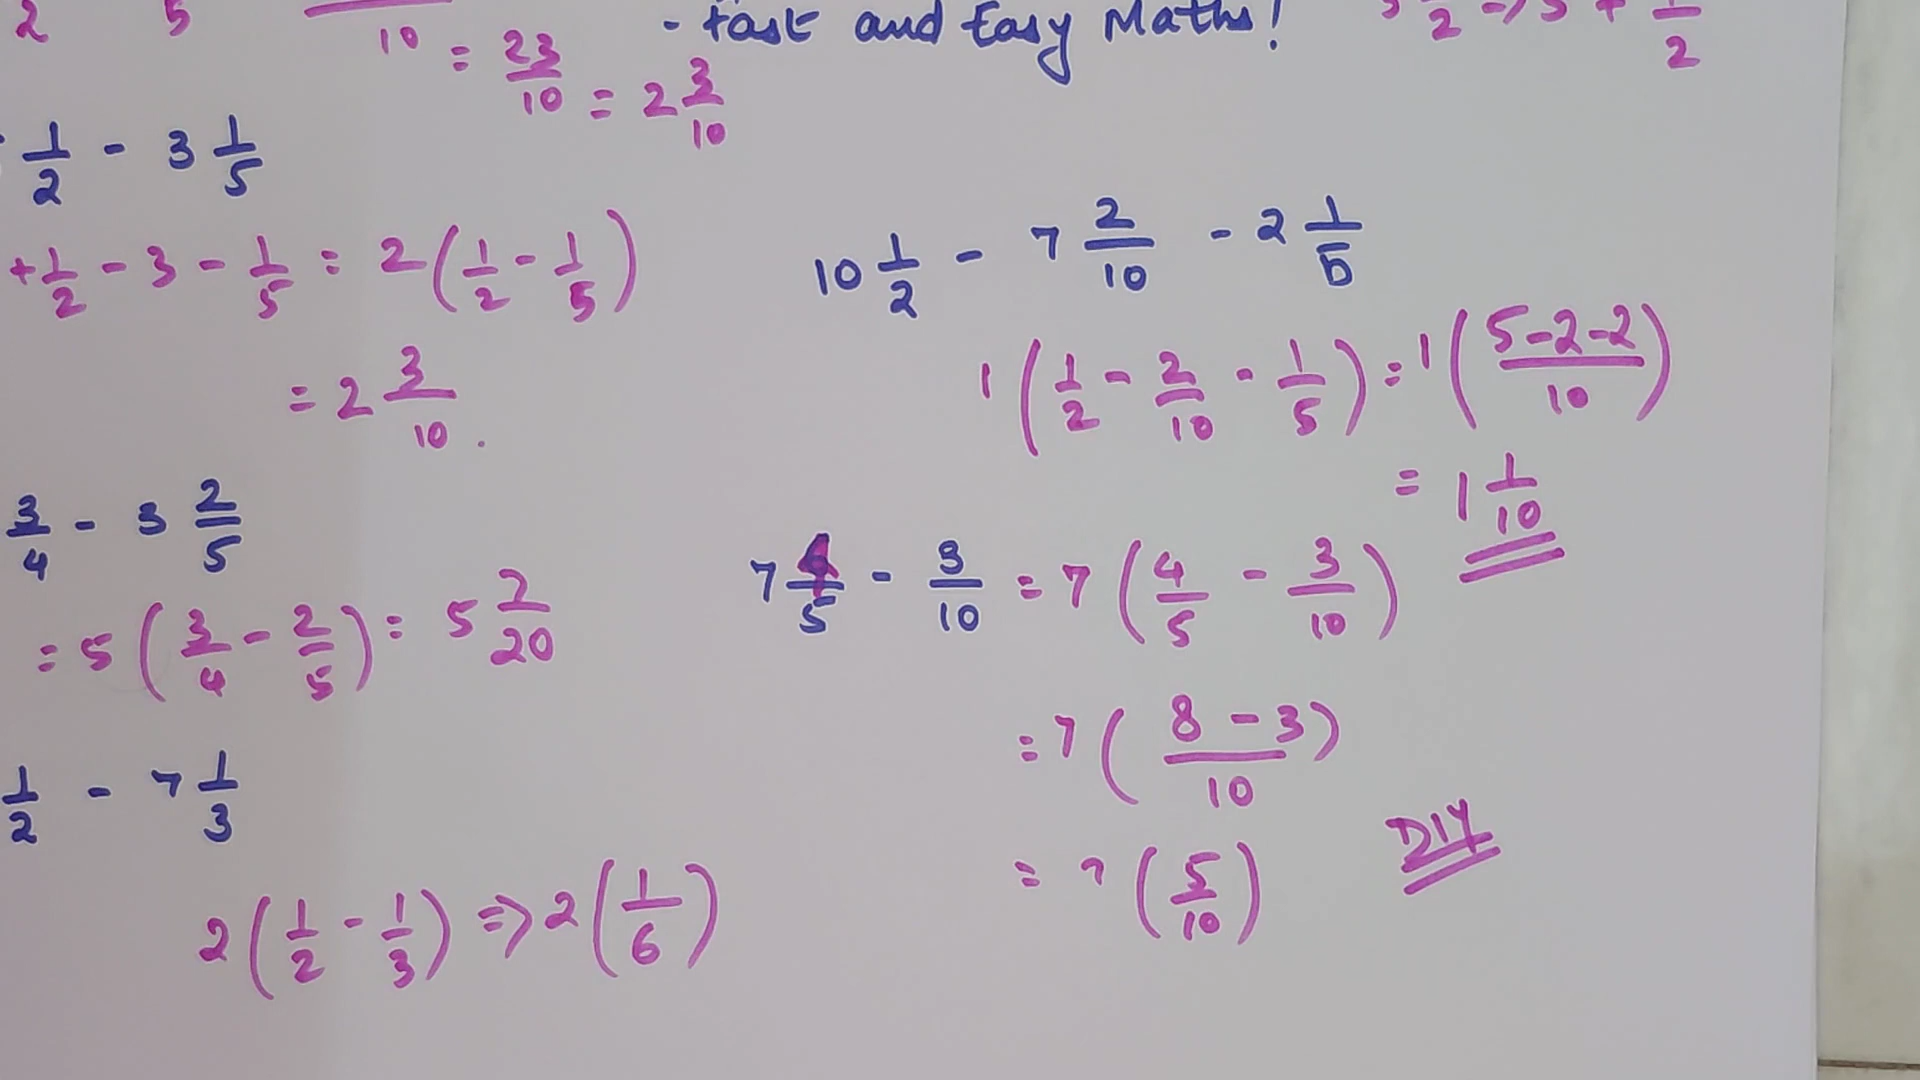 2 5 10 = 23/10 = 2 3/10
- Fast and Easy Maths!
1/2 -> 5 + 1/2
1/2 - 3 1/5
+ 1/2 - 3 - 1/5 = 2 (1/2 - 1/5)
= 2 3/10.
3/4 - 3 2/5
= 5 (3/4 - 2/5) = 5 7/20
1/2 - 7 1/3
2 (1/2 - 1/3) => 2 (1/6)
10 1/2 - 7 2/10 - 2 1/5
1 (1/2 - 2/10 - 1/5) = 1 (5-2-2/10)
= 1 1/10
7 4/5 - 3/10 = 7 (4/5 - 3/10)
= 7 (8 - 3/10)
= 7 (5/10)
DIY